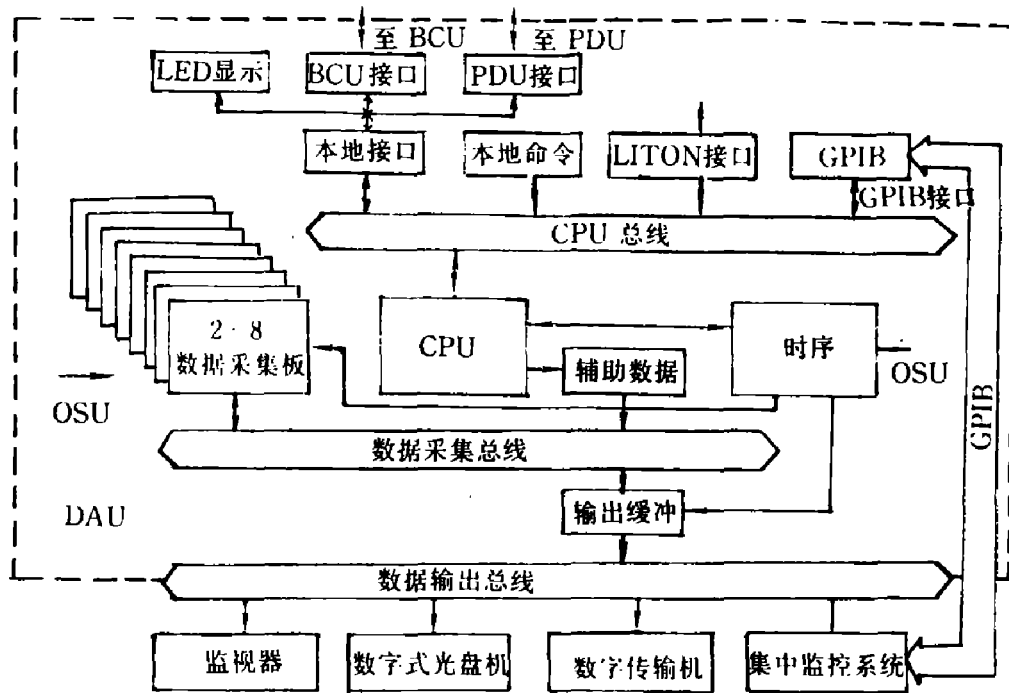 至 BCU
至 PDU
LED显示
BCU接口
PDU接口
本地接口
本地命令
LITON接口
GPIB
GPIB接口
CPU 总线
2-8
数据采集板
CPU
时序
辅助数据
OSU
OSU
GPIB
数据采集总线
DAU
输出缓冲
数据输出总线
监视器
数字式光盘机
数字传输机
集中监控系统